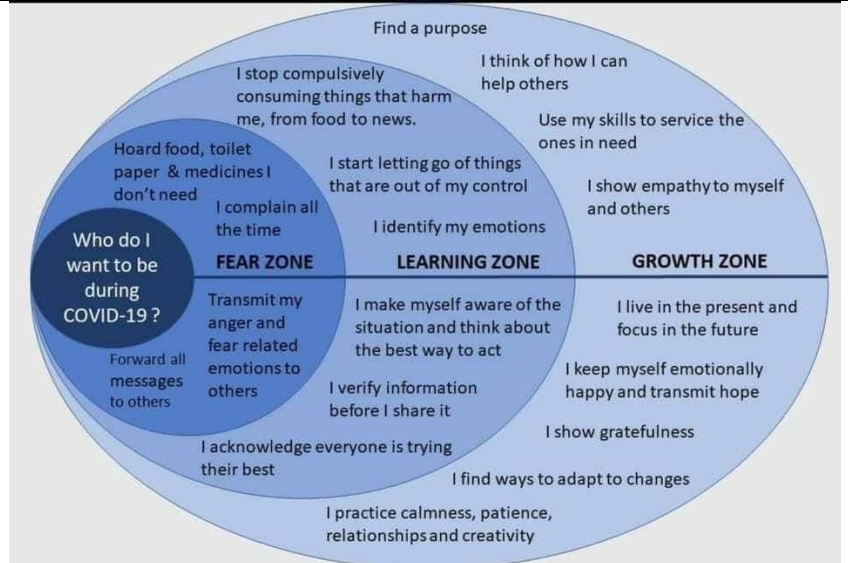 Find a purpose
I think of how I can
help others
I stop compulsively
consuming things that harm
me, from food to news.
Use my skills to service the
ones in need
Hoard food, toilet
paper & medicines I
don't need
I start letting go of things
that are out of my control
I show empathy to myself
and others
I complain all
the time
I identify my emotions
Who do I
want to be
during
COVID-19 ?
FEAR ZONE
LEARNING ZONE
GROWTH ZONE
Transmit my
anger and
fear related
emotions to
others
I make myself aware of the
situation and think about
the best way to act
I live in the present and
focus in the future
Forward all
messages
to others
I verify information
before I share it
I keep myself emotionally
happy and transmit hope
I acknowledge everyone is trying
their best
I show gratefulness
I find ways to adapt to changes
I practice calmness, patience,
relationships and creativity